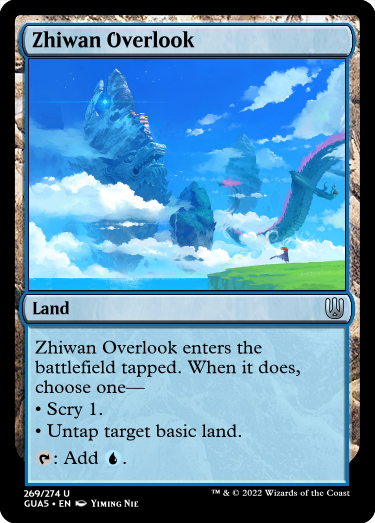 Zhiwan Overlook
Land
Zhiwan Overlook enters the
battlefield tapped. When it does,
choose one—
• Scry 1.
• Untap target basic land.
: Add .
269/274 U
GUA5 • EN Yiming Nie
™ & © 2022 Wizards of the Coast